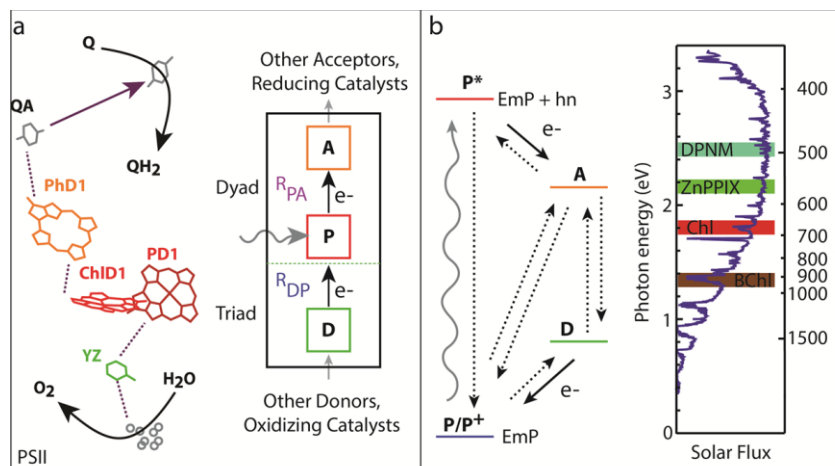 a
Q
QA
QH2
PhD1
ChlD1
PD1
YZ
O2
H2O
PSII
Other Acceptors,
Reducing Catalysts
A
Dyad
RPA
e-
P
RDP
e-
Triad
D
Other Donors,
Oxidizing Catalysts
b
P*
EmP + hn
e-
A
D
e-
P/P+
EmP
3
2
1
0
Photon energy (eV)
DPNM
ZnPPIX
Chl
BChl
400
500
600
700
800
900
1000
1500
Solar Flux